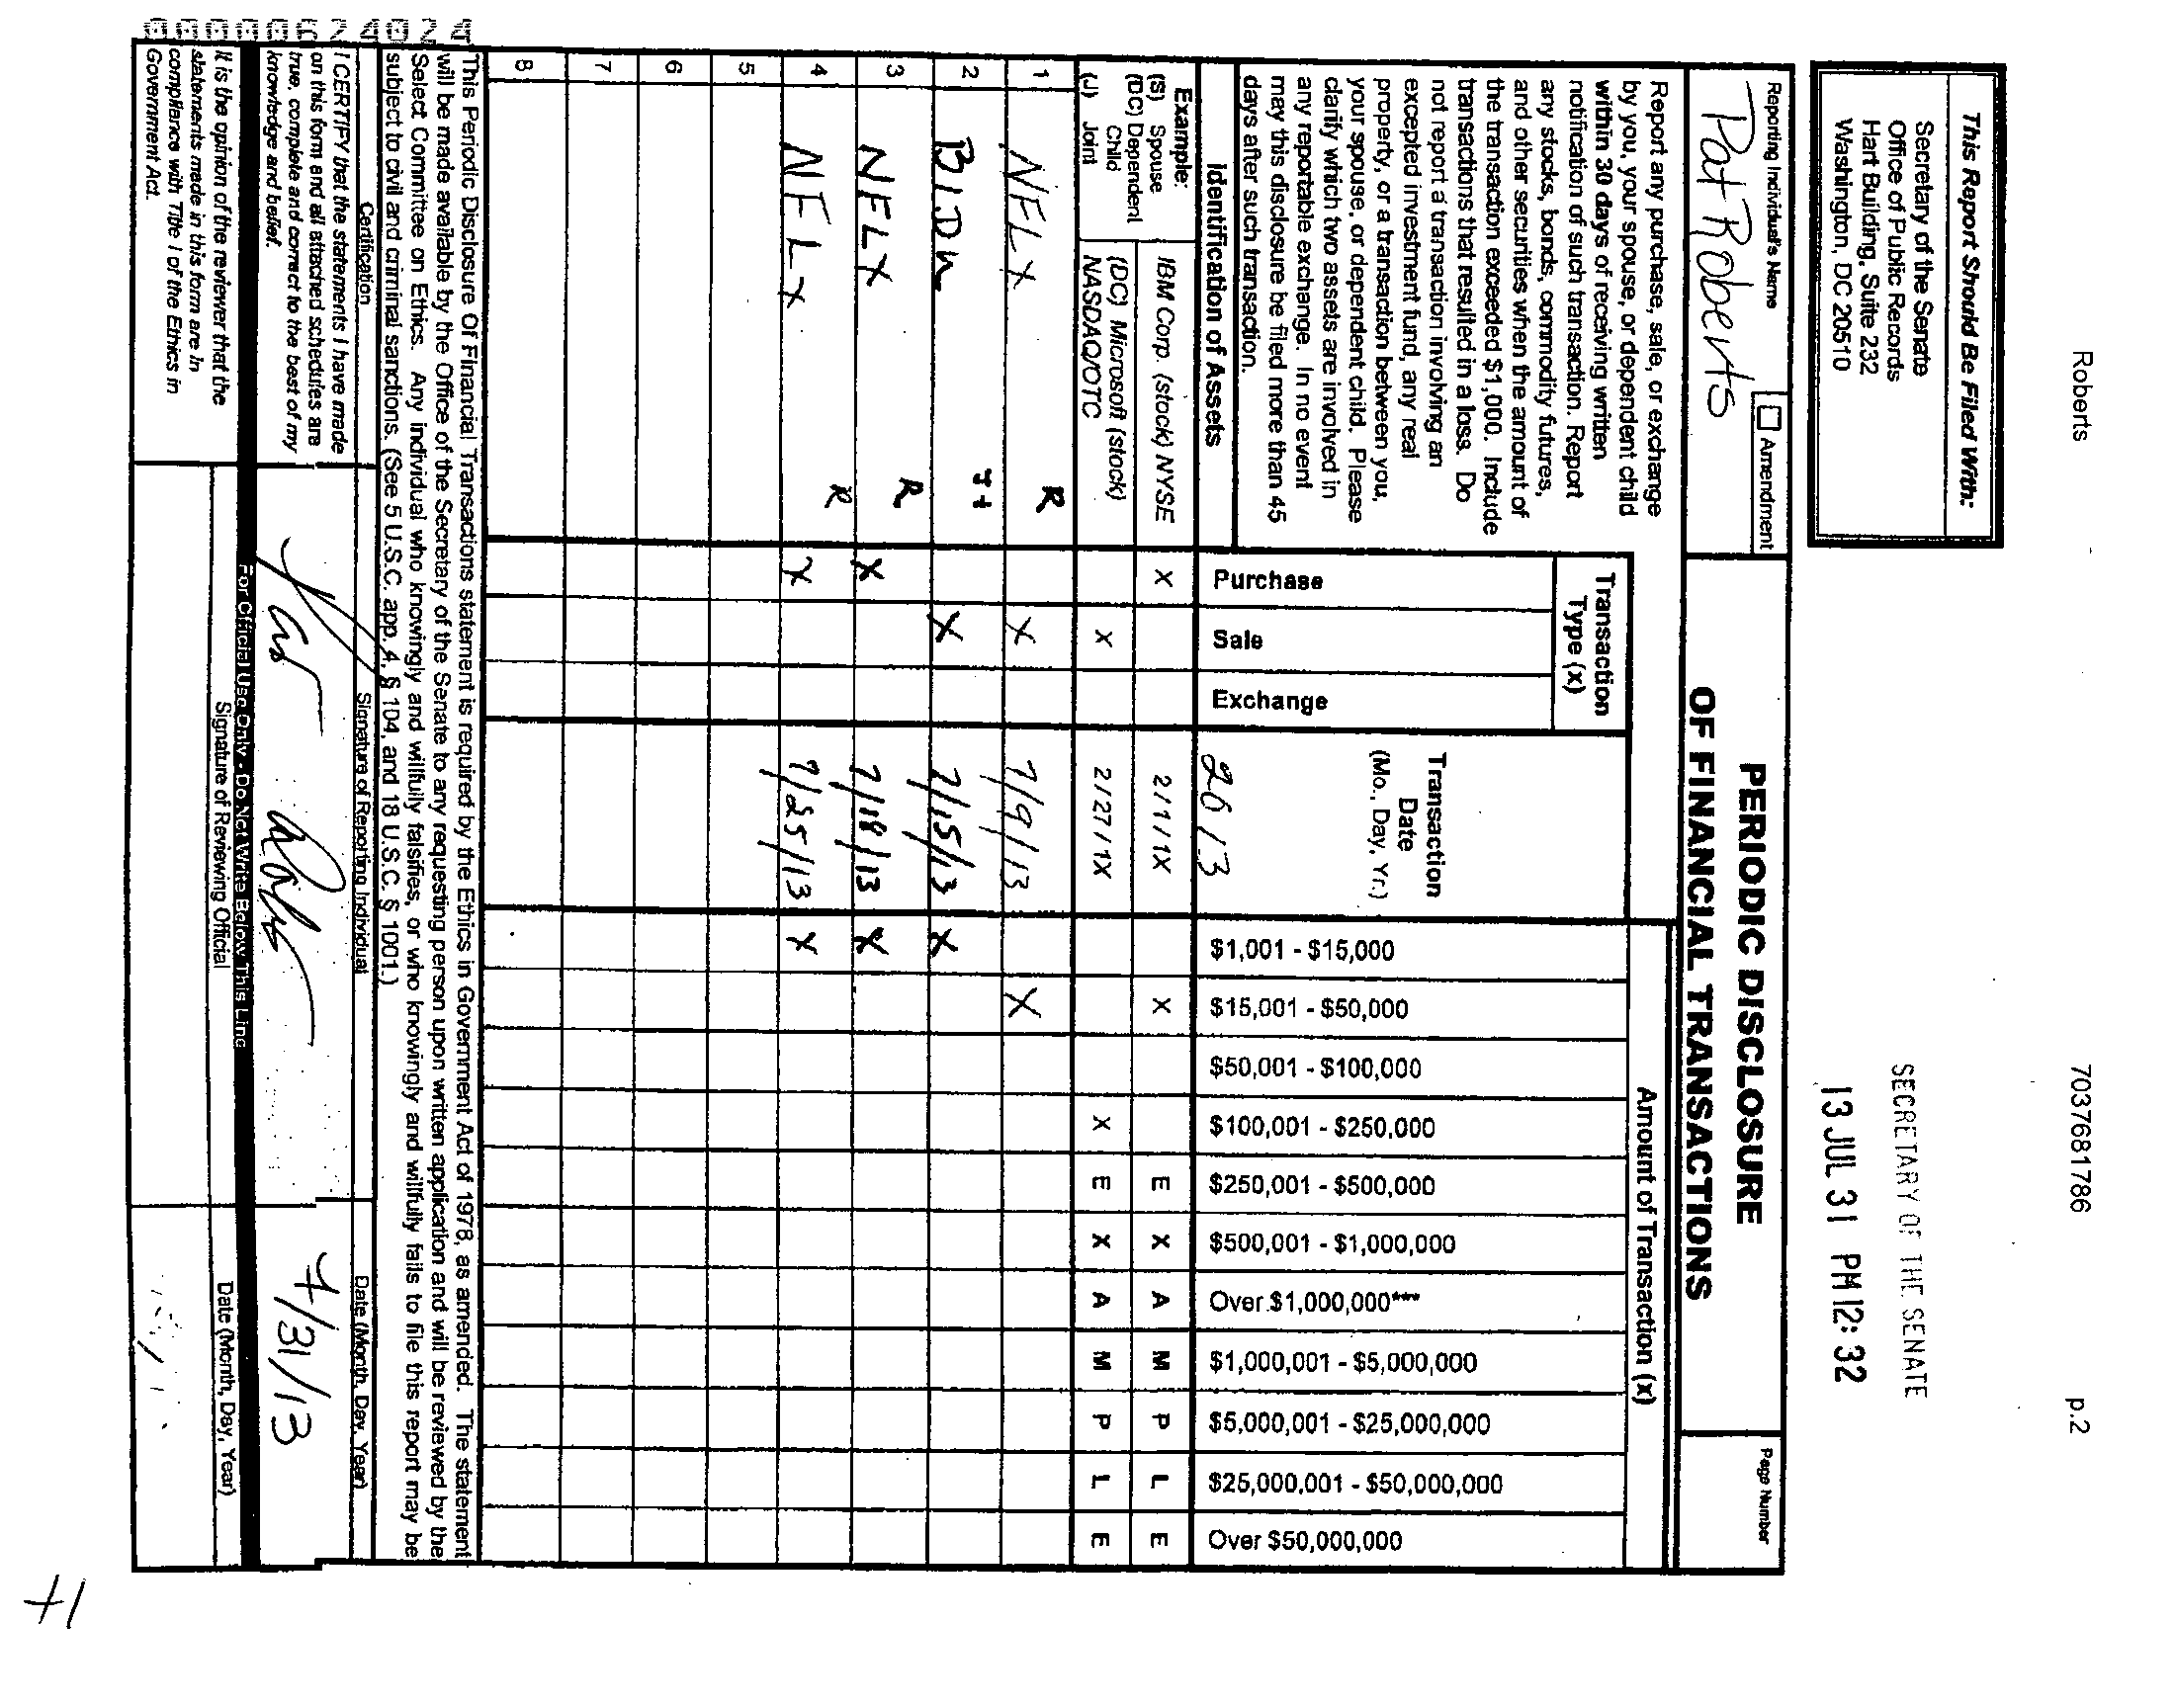 Roberts 7037681786 p.2
This Report Should Be Filed With:
Secretary of the Senate
Office of Public Records
Hart Building, Suite 232
Washington, DC 20510
SECRETARY OF THE SENATE
13 JUL 31 PM 12:32
Reporting Individual's Name
Pat Roberts
Amendment
PERIODIC DISCLOSURE
OF FINANCIAL TRANSACTIONS
Page Number
Report any purchase, sale, or exchange
by you, your spouse, or dependent child
within 30 days of receiving written
notification of such transaction. Report
any stocks, bonds, commodity futures,
and other securities when the amount of
the transaction exceeded $1,000. Include
transactions that resulted in a loss. Do
not report a transaction involving an
excepted investment fund, any real
property, or a transaction between you,
your spouse, or dependent child. Please
clarify which two assets are involved in
any reportable exchange. In no event
may this disclosure be filed more than 45
days after such transaction.
Transaction
Type (x)
Purchase
Sale
Exchange
Transaction
Date
(Mo., Day, Yr.)
2013
Amount of Transaction (x)
$1,001 - $15,000
$15,001 - $50,000
$50,001 - $100,000
$100,001 - $250,000
$250,001 - $500,000
$500,001 - $1,000,000
Over $1,000,000***
$1,000,001 - $5,000,000
$5,000,001 - $25,000,000
$25,000,001 - $50,000,000
Over $50,000,000
Identification of Assets
Example:
(S) Spouse
(DC) Dependent
Child
(J) Joint
IBM Corp. (stock) NYSE X 2/1/1X X E X A M P L E
(DC) Microsoft (stock)
NASDAQ/OTC X 2/27/1X X E X A M P L E
1 NFLX R X 7/9/13 X
2 BIDU X 7/15/13 X
3 NFLX R X 7/18/13 X
4 NFLX R X 7/25/13 X
5
6
7
8
This Periodic Disclosure Of Financial Transactions statement is required by the Ethics in Government Act of 1978, as amended. The statement
will be made available by the Office of the Secretary of the Senate to any requesting person upon written application and will be reviewed by the
Select Committee on Ethics. Any individual who knowingly and willfully falsifies, or who knowingly and willfully fails to file this report may be
subject to civil and criminal sanctions. (See 5 U.S.C. app. 4, § 104, and 18 U.S.C. § 1001.)
Certification
Signature of Reporting Individual
Date (Month, Day, Year)
I CERTIFY that the statements I have made
on this form and all attached schedules are
true, complete and correct to the best of my
knowledge and belief.
7/31/13
For Official Use Only - Do Not Write Below This Line
It is the opinion of the reviewer that the
statements made in this form are in
compliance with Title I of the Ethics in
Government Act.
Signature of Reviewing Official
Date (Month, Day, Year)